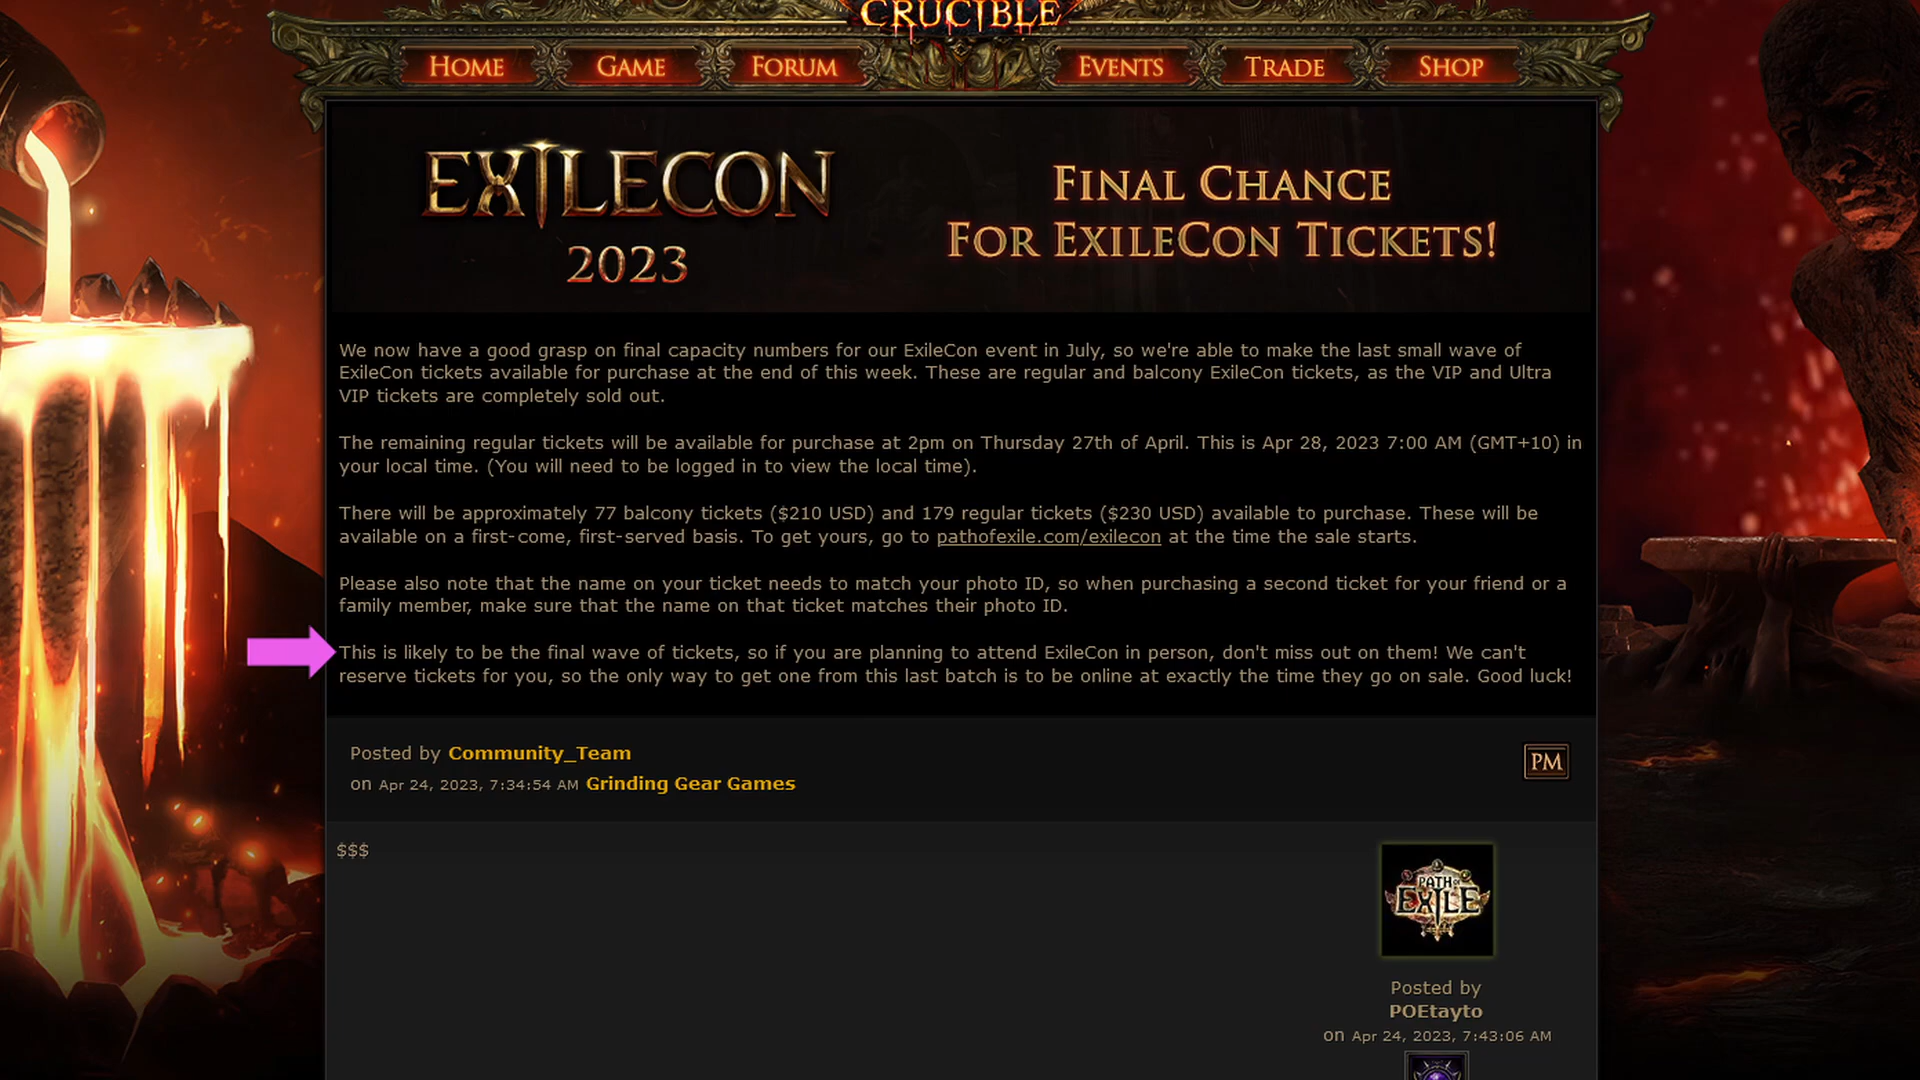 CRUCIBLE
HOME GAME FORUM EVENTS TRADE SHOP
EXILECON
2023
FINAL CHANCE
FOR EXILECON TICKETS!
We now have a good grasp on final capacity numbers for our ExileCon event in July, so we're able to make the last small wave of
ExileCon tickets available for purchase at the end of this week. These are regular and balcony ExileCon tickets, as the VIP and Ultra
VIP tickets are completely sold out.
The remaining regular tickets will be available for purchase at 2pm on Thursday 27th of April. This is Apr 28, 2023 7:00 AM (GMT+10) in
your local time. (You will need to be logged in to view the local time).
There will be approximately 77 balcony tickets ($210 USD) and 179 regular tickets ($230 USD) available to purchase. These will be
available on a first-come, first-served basis. To get yours, go to pathofexile.com/exilecon at the time the sale starts.
Please also note that the name on your ticket needs to match your photo ID, so when purchasing a second ticket for your friend or a
family member, make sure that the name on that ticket matches their photo ID.
This is likely to be the final wave of tickets, so if you are planning to attend ExileCon in person, don't miss out on them! We can't
reserve tickets for you, so the only way to get one from this last batch is to be online at exactly the time they go on sale. Good luck!
Posted by Community_Team
on Apr 24, 2023, 7:34:54 AM Grinding Gear Games
PM
$$$
PATH OF
EXILE
Posted by
POEtayto
on Apr 24, 2023, 7:43:06 AM